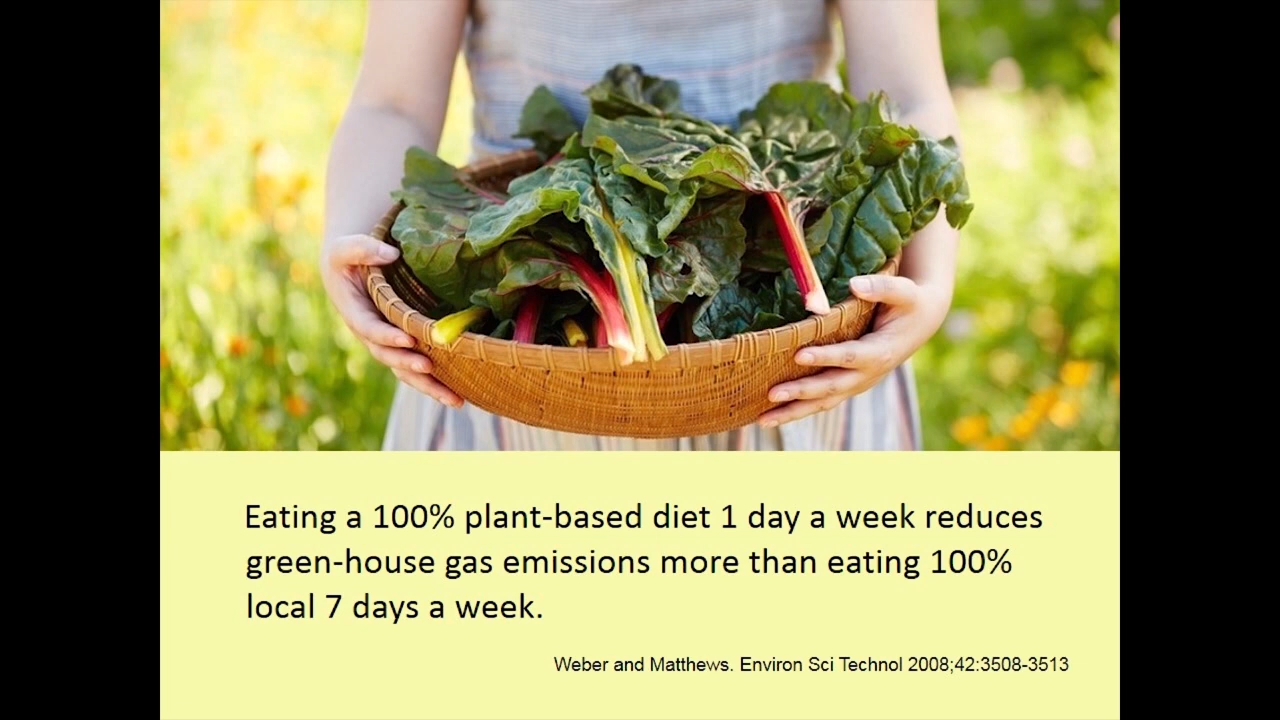 Eating a 100% plant-based diet 1 day a week reduces
green-house gas emissions more than eating 100%
local 7 days a week.
Weber and Matthews. Environ Sci Technol 2008;42:3508-3513